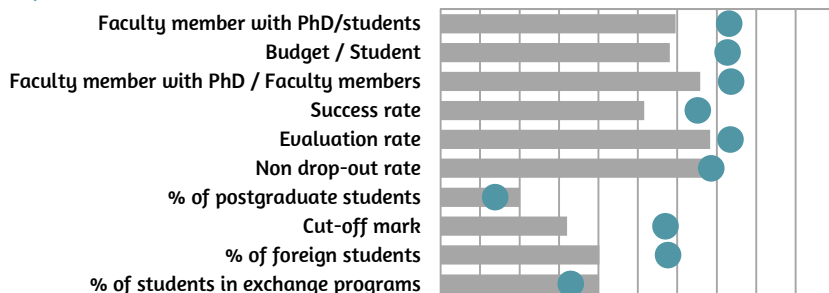 Faculty member with PhD/students
Budget / Student
Faculty member with PhD / Faculty members
Success rate
Evaluation rate
Non drop-out rate
% of postgraduate students
Cut-off mark
% of foreign students
% of students in exchange programs